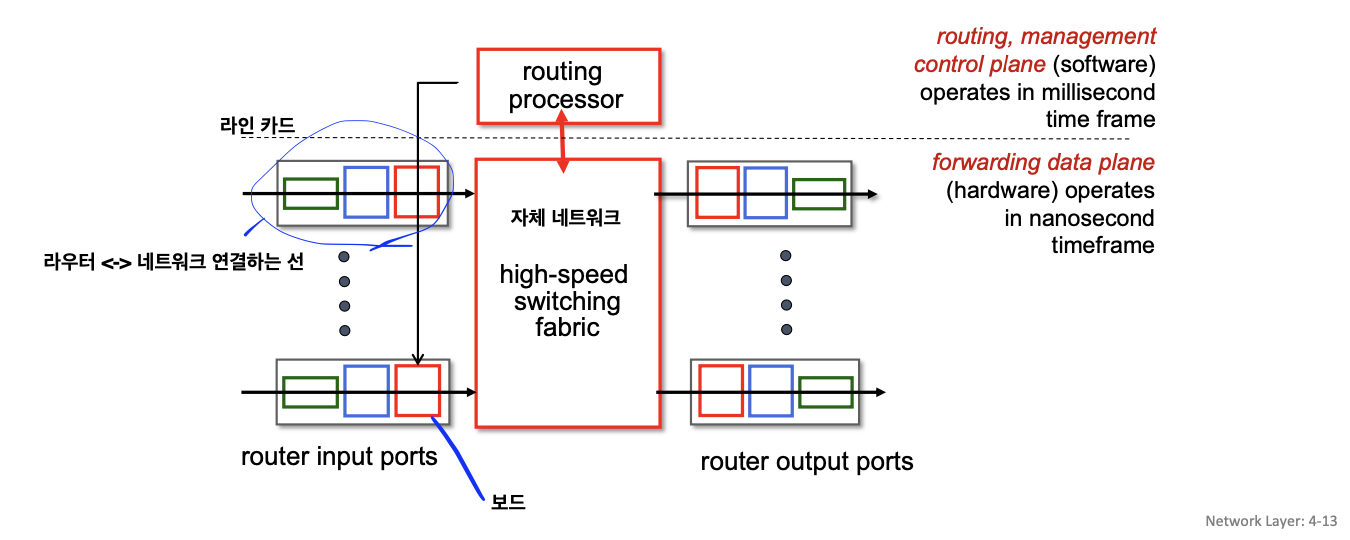 routing, management
control plane (software)
operates in millisecond
time frame
routing
processor
라인 카드
forwarding data plane
(hardware) operates
in nanosecond
timeframe
자체 네트워크
high-speed
switching
fabric
라우터 <-> 네트워크 연결하는 선
router input ports
router output ports
보드
Network Layer: 4-13